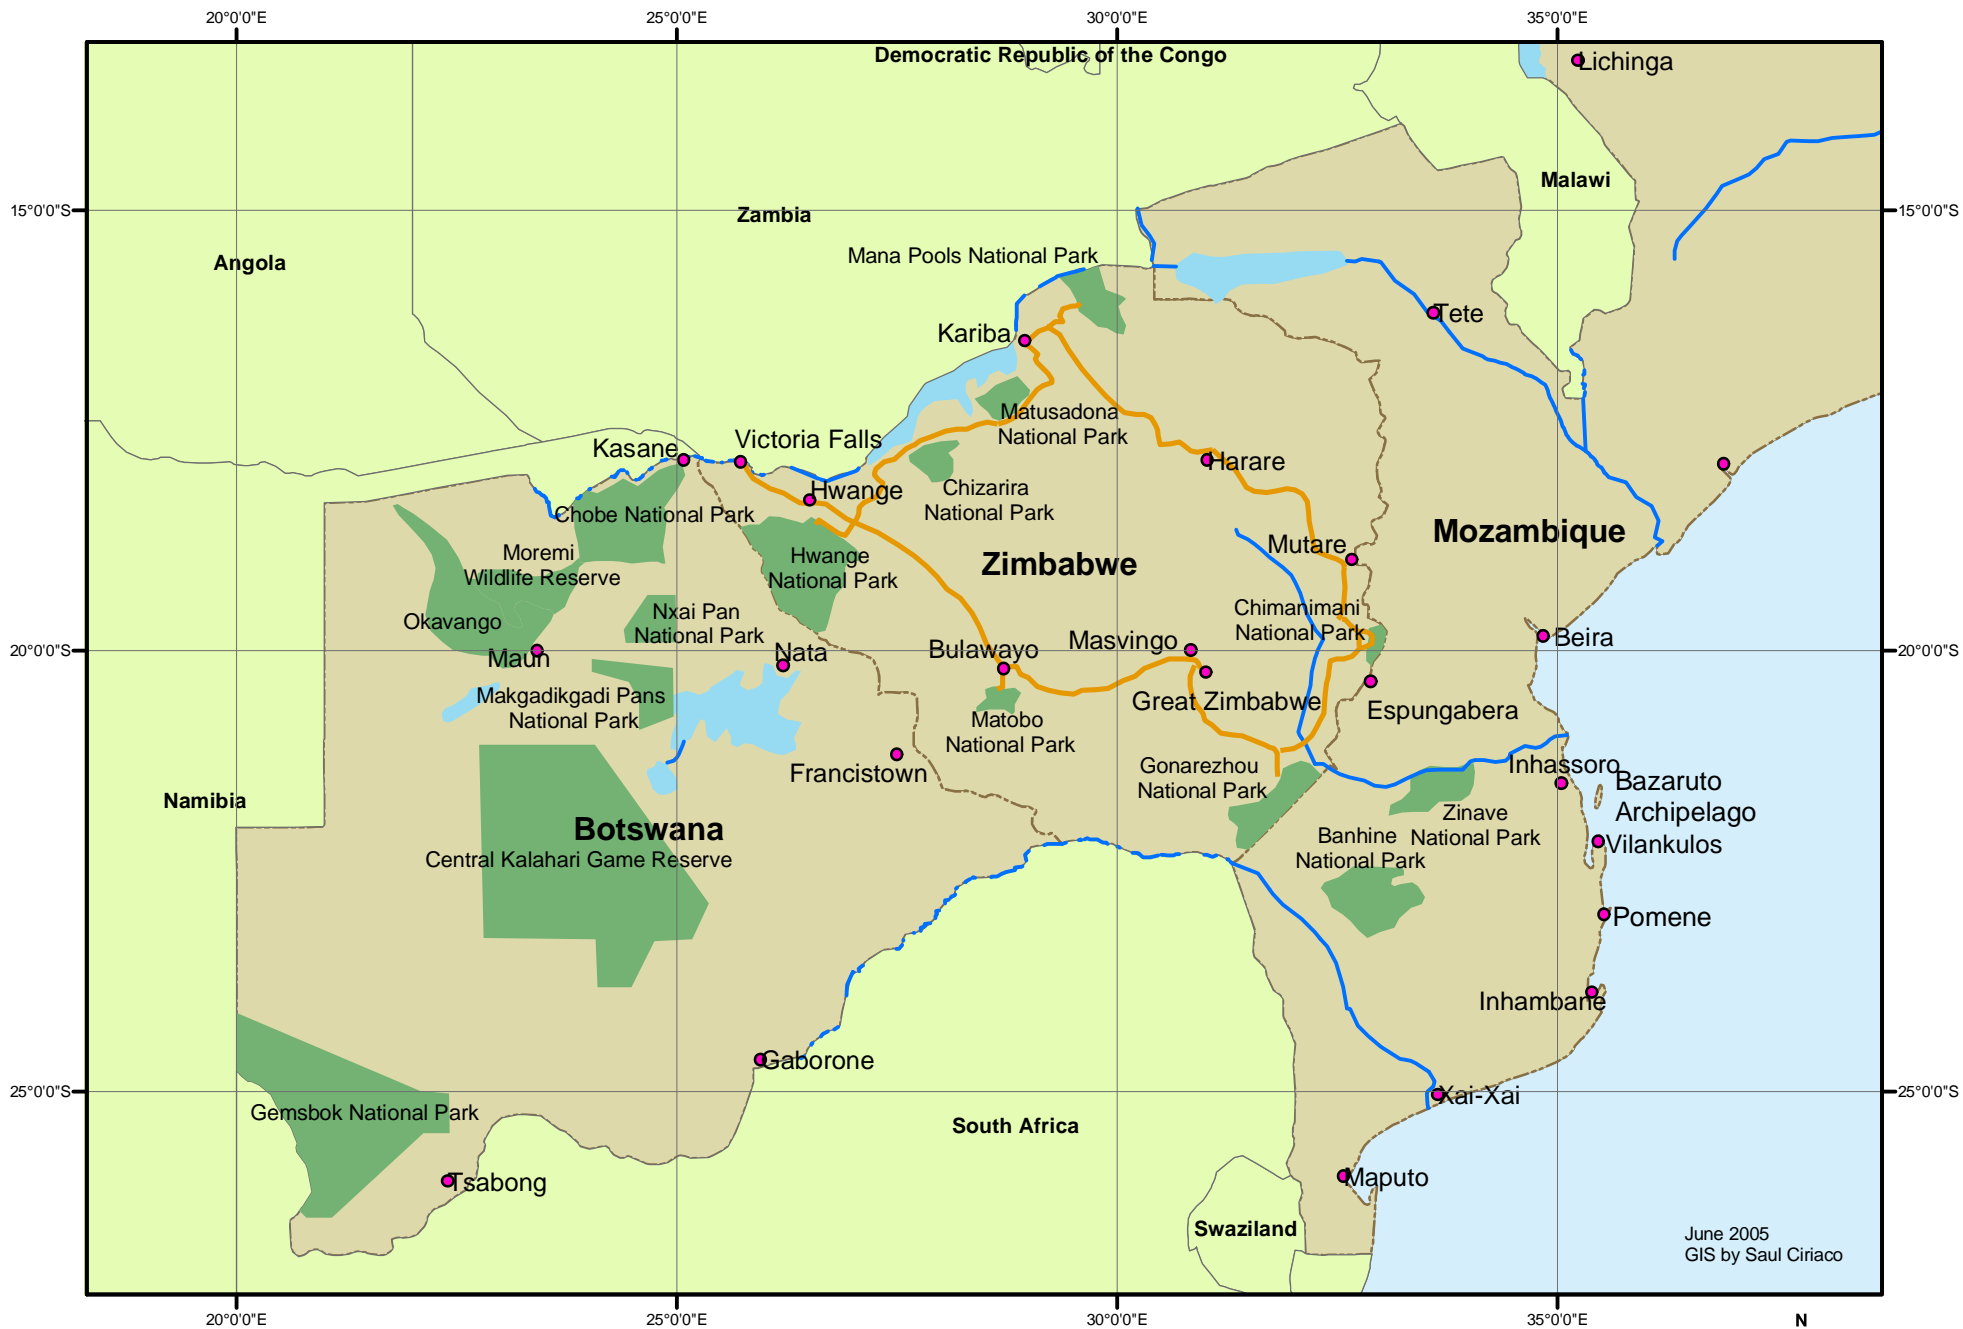 20°0'0"E
25°0'0"E
30°0'0"E
35°0'0"E
Democratic Republic of the Congo
Lichinga
Malawi
15°0'0"S
15°0'0"S
Zambia
Angola
Mana Pools National Park
Kariba
Tete
Matusadona
National Park
Kasane
Victoria Falls
Harare
Hwange
Chizarira
National Park
Chobe National Park
Mozambique
Mutare
Moremi
Wildlife Reserve
Hwange
National Park
Zimbabwe
Okavango
Nxai Pan
National Park
Chimanimani
National Park
Masvingo
Beira
20°0'0"S
20°0'0"S
Maun
Nata
Bulawayo
Makgadikgadi Pans
National Park
Great Zimbabwe
Espungabera
Matobo
National Park
Francistown
Gonarezhou
National Park
Inhassoro
Bazaruto
Archipelago
Namibia
Zinave
National Park
Botswana
Banhine
National Park
Vilankulos
Central Kalahari Game Reserve
Pomene
Inhambane
Gaborone
25°0'0"S
25°0'0"S
Xai-Xai
Gemsbok National Park
South Africa
Tsabong
Maputo
Swaziland
June 2005
GIS by Saul Ciriaco
20°0'0"E
25°0'0"E
30°0'0"E
35°0'0"E
N